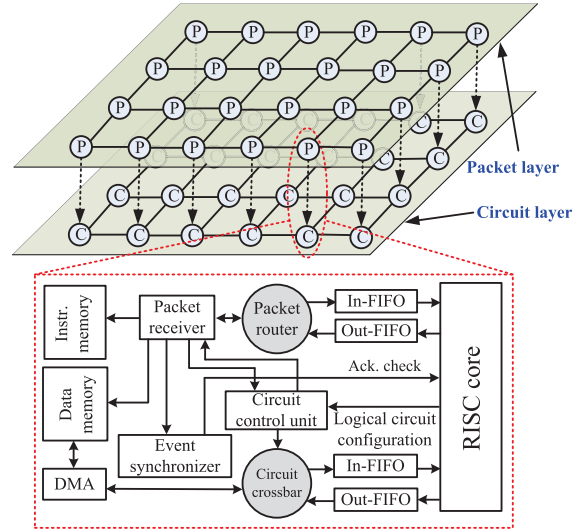 P P P P P P
P P P P P P
P P P P P P
C C
P P P P P P
C C
Packet layer
C C C C C C
Circuit layer
C C C C C C
Instr.
memory
Packet
receiver
Packet
router
In-FIFO
Out-FIFO
RISC core
Ack. check
Data
memory
Circuit
control unit
Logical circuit
configuration
Event
synchronizer
DMA
Circuit
crossbar
In-FIFO
Out-FIFO